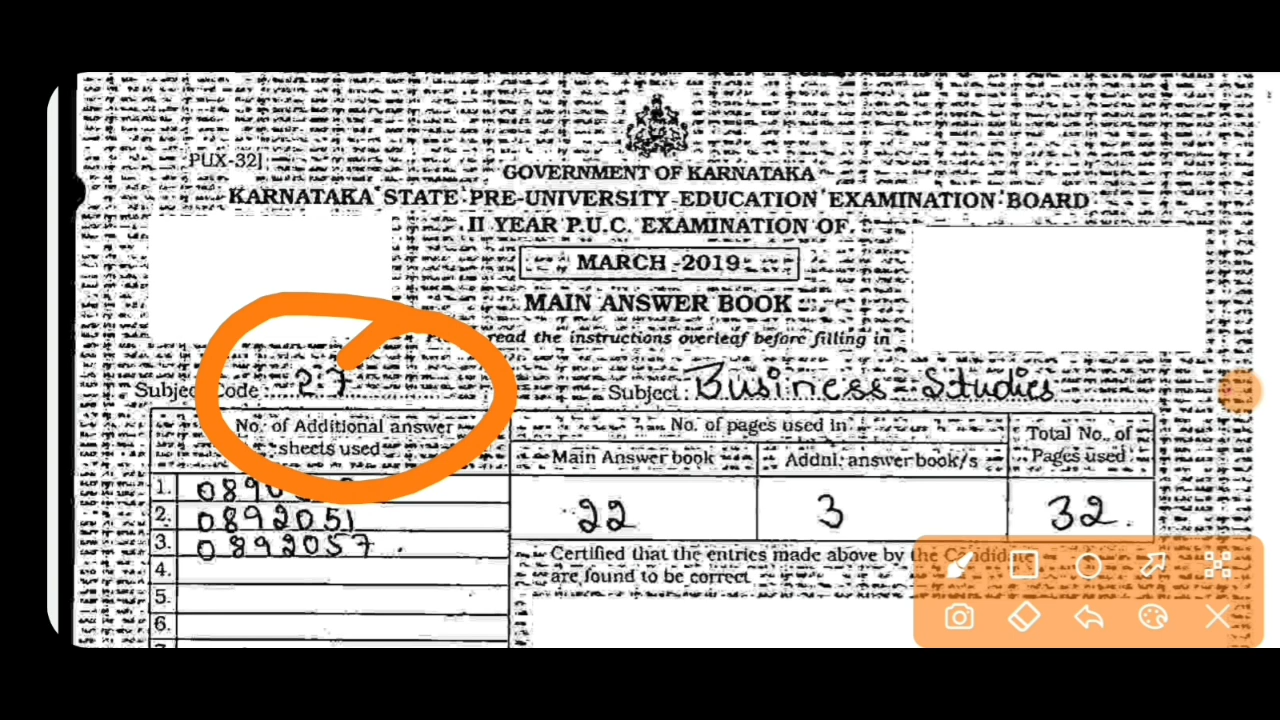 PUX-32]
GOVERNMENT OF KARNATAKA
KARNATAKA STATE PRE-UNIVERSITY EDUCATION EXAMINATION BOARD
II YEAR P.U.C. EXAMINATION OF
MARCH -2019
MAIN ANSWER BOOK
read the instructions overleaf before filling in
Subject Code : 27 Subject : Business Studies
No. of Additional answer sheets used
No. of pages used in
Total No. of Pages used
Main Answer book
Addnl. answer book/s
1.
2. 0892051
3. 0892057
4.
5.
6.
22
3
32.
Certified that the entries made above by the Candidate
are found to be correct